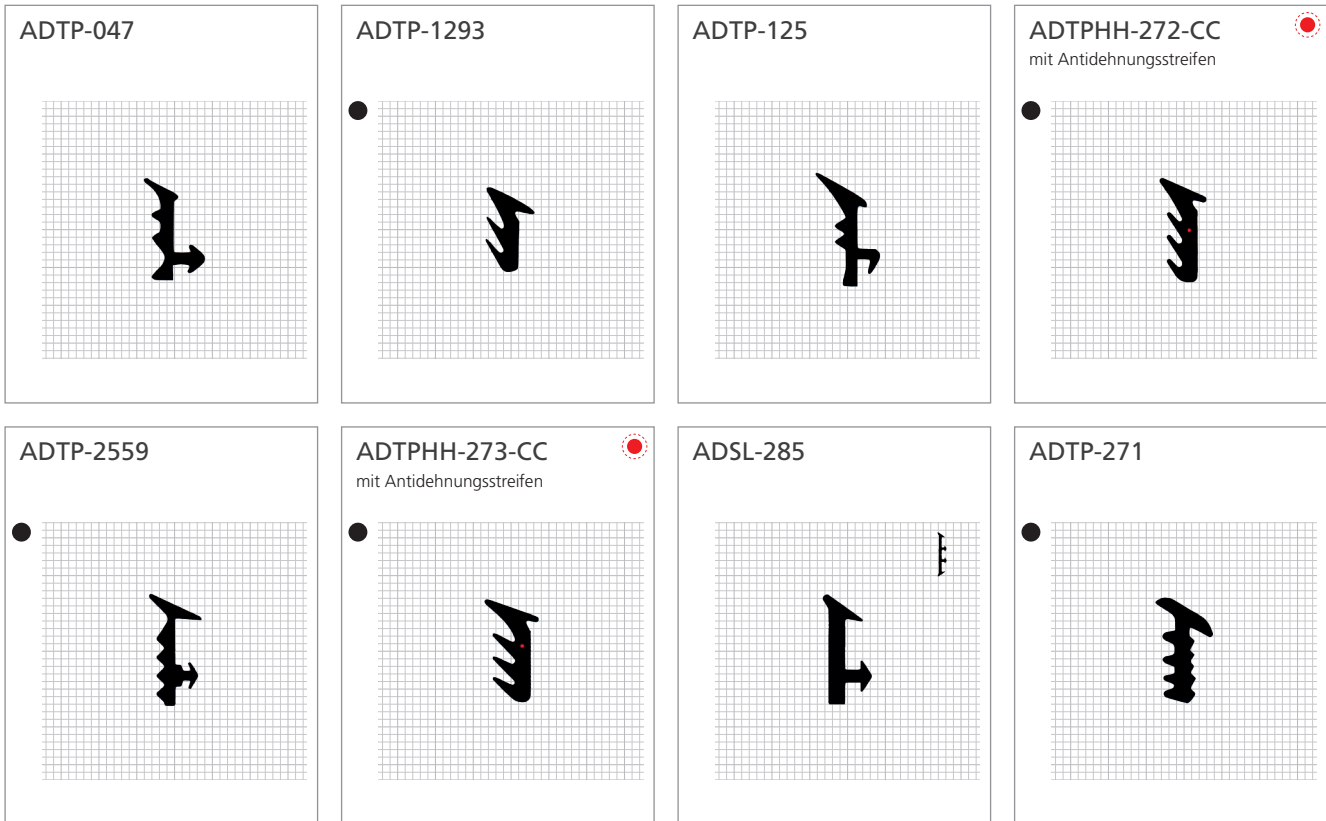 ADTP-047
ADTP-1293
ADTP-125
ADTPHH-272-CC
mit Antidehnungsstreifen
ADTP-2559
ADTPHH-273-CC
mit Antidehnungsstreifen
ADSL-285
ADTP-271